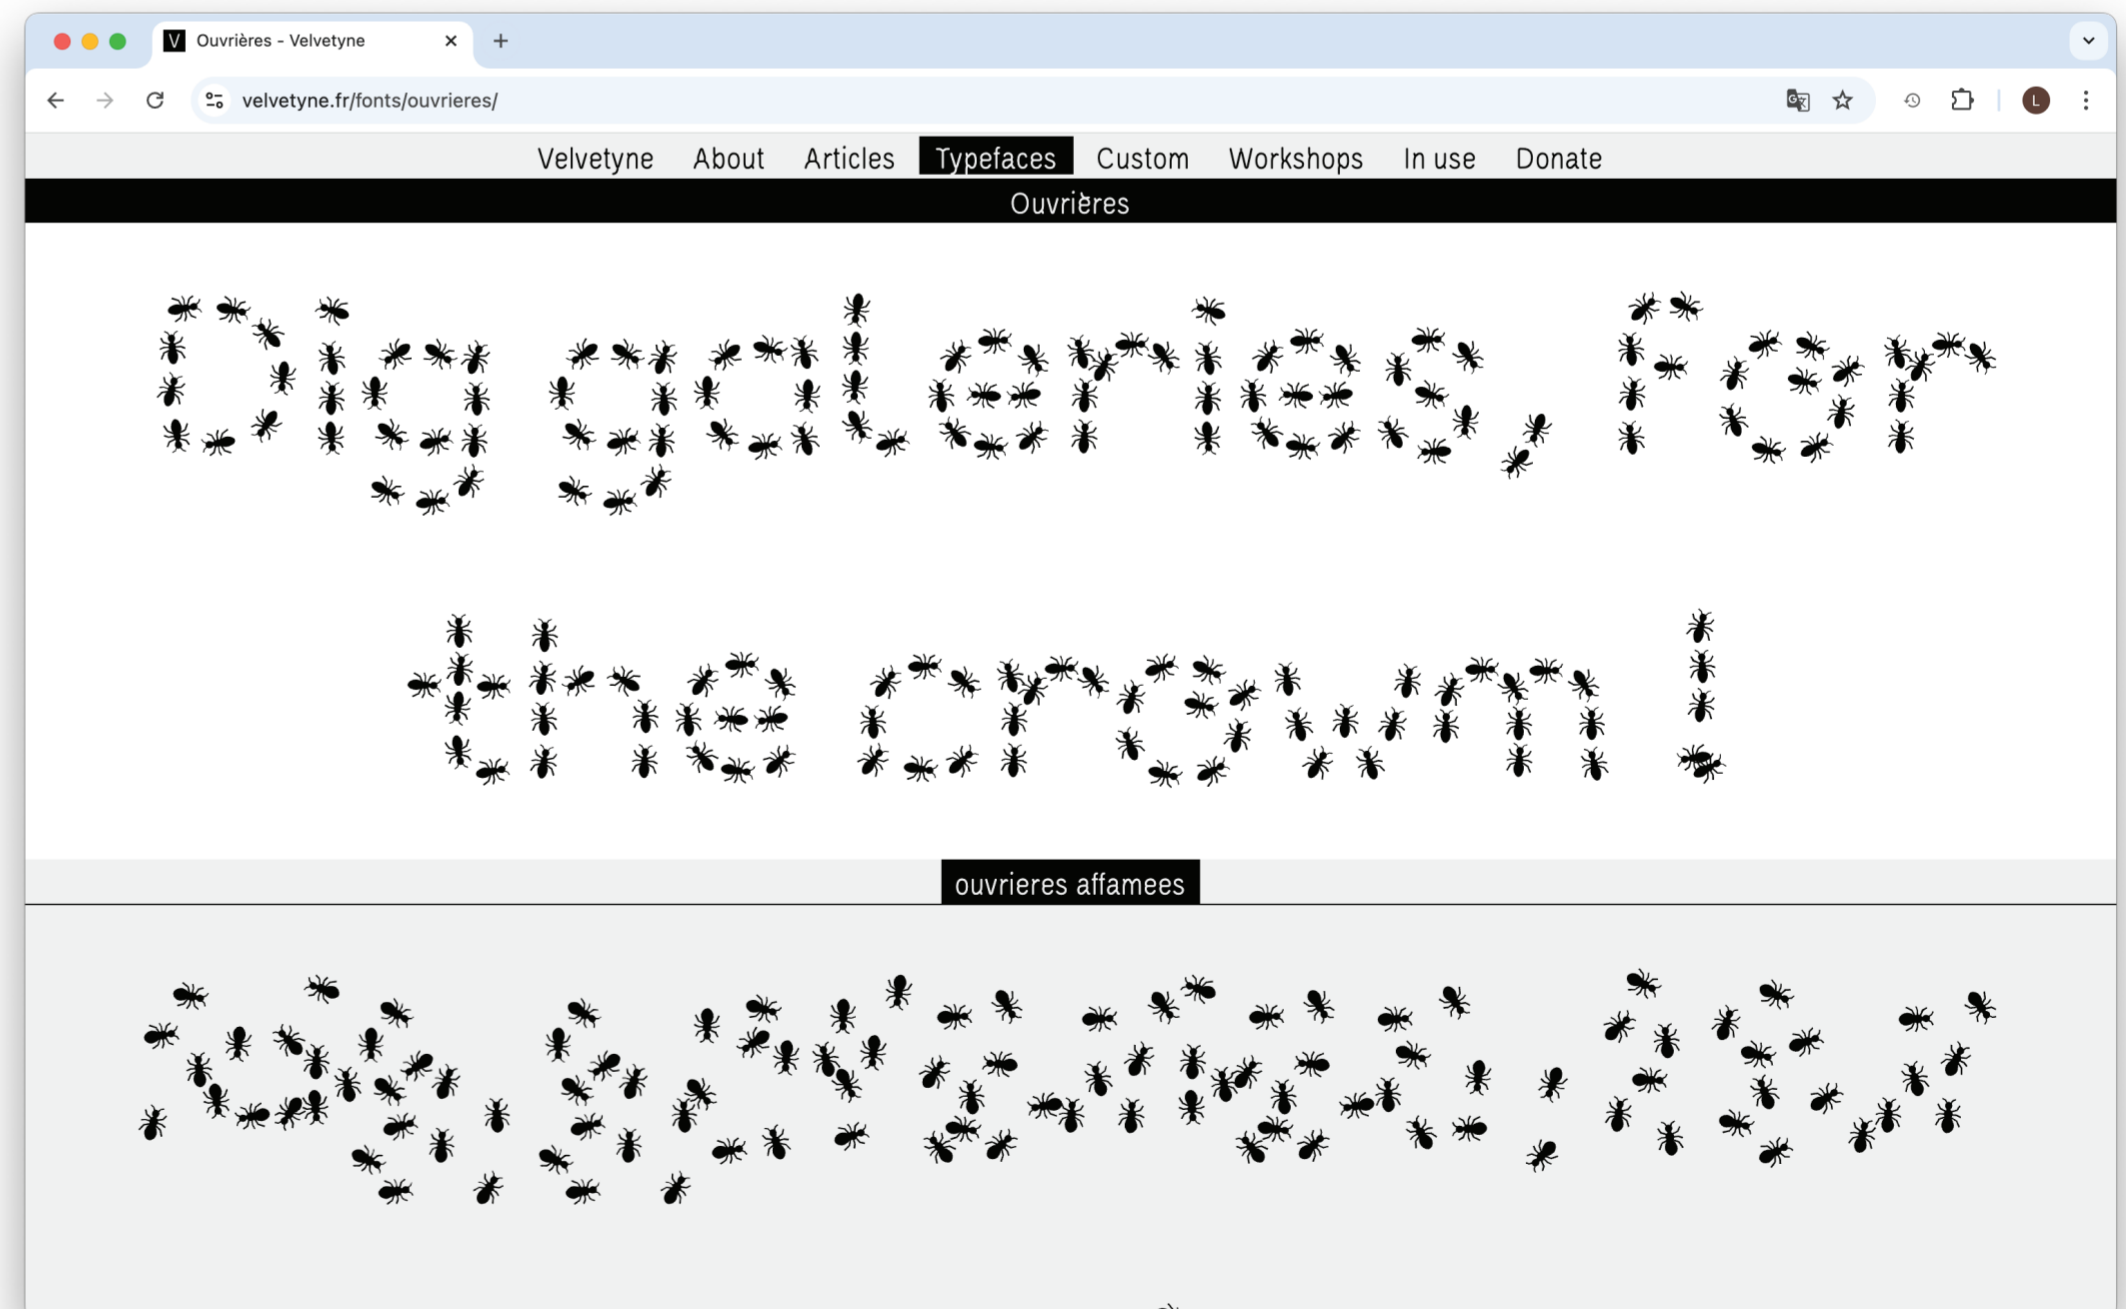 V Ouvrières - Velvetyne
velvetyne.fr/fonts/ouvrieres/ L
Velvetyne About Articles Typefaces Custom Workshops In use Donate
Ouvrières
Dig galeries, For
the crowm !
ouvrieres affamees